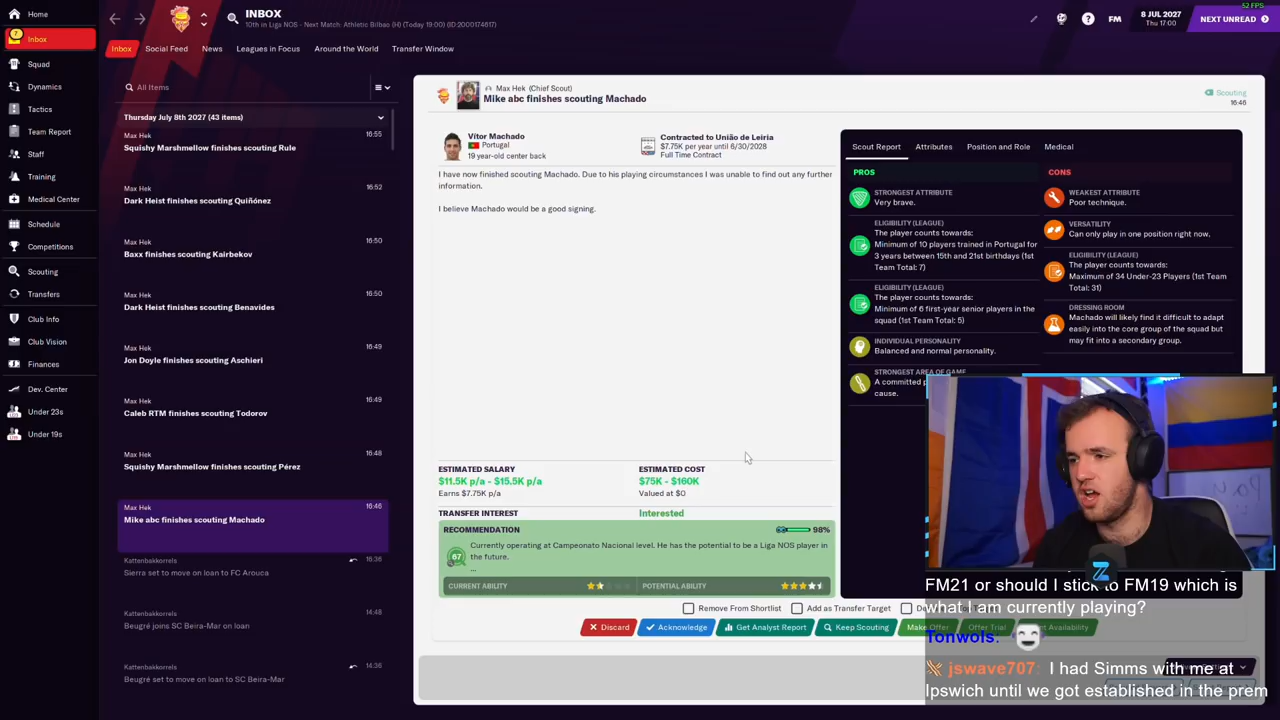 Home
7
Inbox
Squad
Dynamics
Tactics
Team Report
Staff
Training
Medical Center
Schedule
Competitions
Scouting
Transfers
Club Info
Club Vision
Finances
Dev. Center
Under 23s
Under 19s
INBOX
10th in Liga NOS - Next Match: Athletic Bilbao (H) (Today 19:00) (ID:2000174617)
52 FPS
FM
8 JUL 2027
Thu 17:00
NEXT UNREAD
Inbox
Social Feed
News
Leagues in Focus
Around the World
Transfer Window
All Items
Thursday July 8th 2027 (43 items)
Max Hek
16:55
Squishy Marshmellow finishes scouting Rule
Max Hek
16:52
Dark Heist finishes scouting Quiñónez
Max Hek
16:50
Baxx finishes scouting Kairbekov
Max Hek
16:50
Dark Heist finishes scouting Benavides
Max Hek
16:49
Jon Doyle finishes scouting Aschieri
Max Hek
16:49
Caleb RTM finishes scouting Todorov
Max Hek
16:48
Squishy Marshmellow finishes scouting Pérez
Max Hek
16:46
Mike abc finishes scouting Machado
Kattenbakkorrels
16:36
Sierra set to move on loan to FC Arouca
Kattenbakkorrels
14:48
Beugré joins SC Beira-Mar on loan
Kattenbakkorrels
14:36
Beugré set to move on loan to SC Beira-Mar
Max Hek (Chief Scout)
Mike abc finishes scouting Machado
Scouting
16:46
Vítor Machado
Portugal
19 year-old center back
Contracted to União de Leiria
$7.75K per year until 6/30/2028
Full Time Contract
I have now finished scouting Machado. Due to his playing circumstances I was unable to find out any further
information.
I believe Machado would be a good signing.
ESTIMATED SALARY
$11.5K p/a - $15.5K p/a
Earns $7.75K p/a
ESTIMATED COST
$75K - $160K
Valued at $0
TRANSFER INTEREST
Interested
RECOMMENDATION
98%
67
Currently operating at Campeonato Nacional level. He has the potential to be a Liga NOS player in
the future.
...
CURRENT ABILITY
POTENTIAL ABILITY
Scout Report
Attributes
Position and Role
Medical
PROS
STRONGEST ATTRIBUTE
Very brave.
ELIGIBILITY (LEAGUE)
The player counts towards:
Minimum of 10 players trained in Portugal for
3 years between 15th and 21st birthdays (1st
Team Total: 7)
ELIGIBILITY (LEAGUE)
The player counts towards:
Minimum of 6 first-year senior players in the
squad (1st Team Total: 5)
INDIVIDUAL PERSONALITY
Balanced and normal personality.
STRONGEST AREA OF GAME
A committed
cause.
CONS
WEAKEST ATTRIBUTE
Poor technique.
VERSATILITY
Can only play in one position right now.
ELIGIBILITY (LEAGUE)
The player counts towards:
Maximum of 34 Under-23 Players (1st Team
Total: 31)
DRESSING ROOM
Machado will likely find it difficult to adapt
easily into the core group of the squad but
may fit into a secondary group.
Remove From Shortlist
Add as Transfer Target
Discard
Acknowledge
Get Analyst Report
Keep Scouting
Make Offer
Offer Trial
Availability
FM21 or should I stick to FM19 which is
what I am currently playing?
Tonwols:
jswave707: I had Simms with me at
Ipswich until we got established in the prem